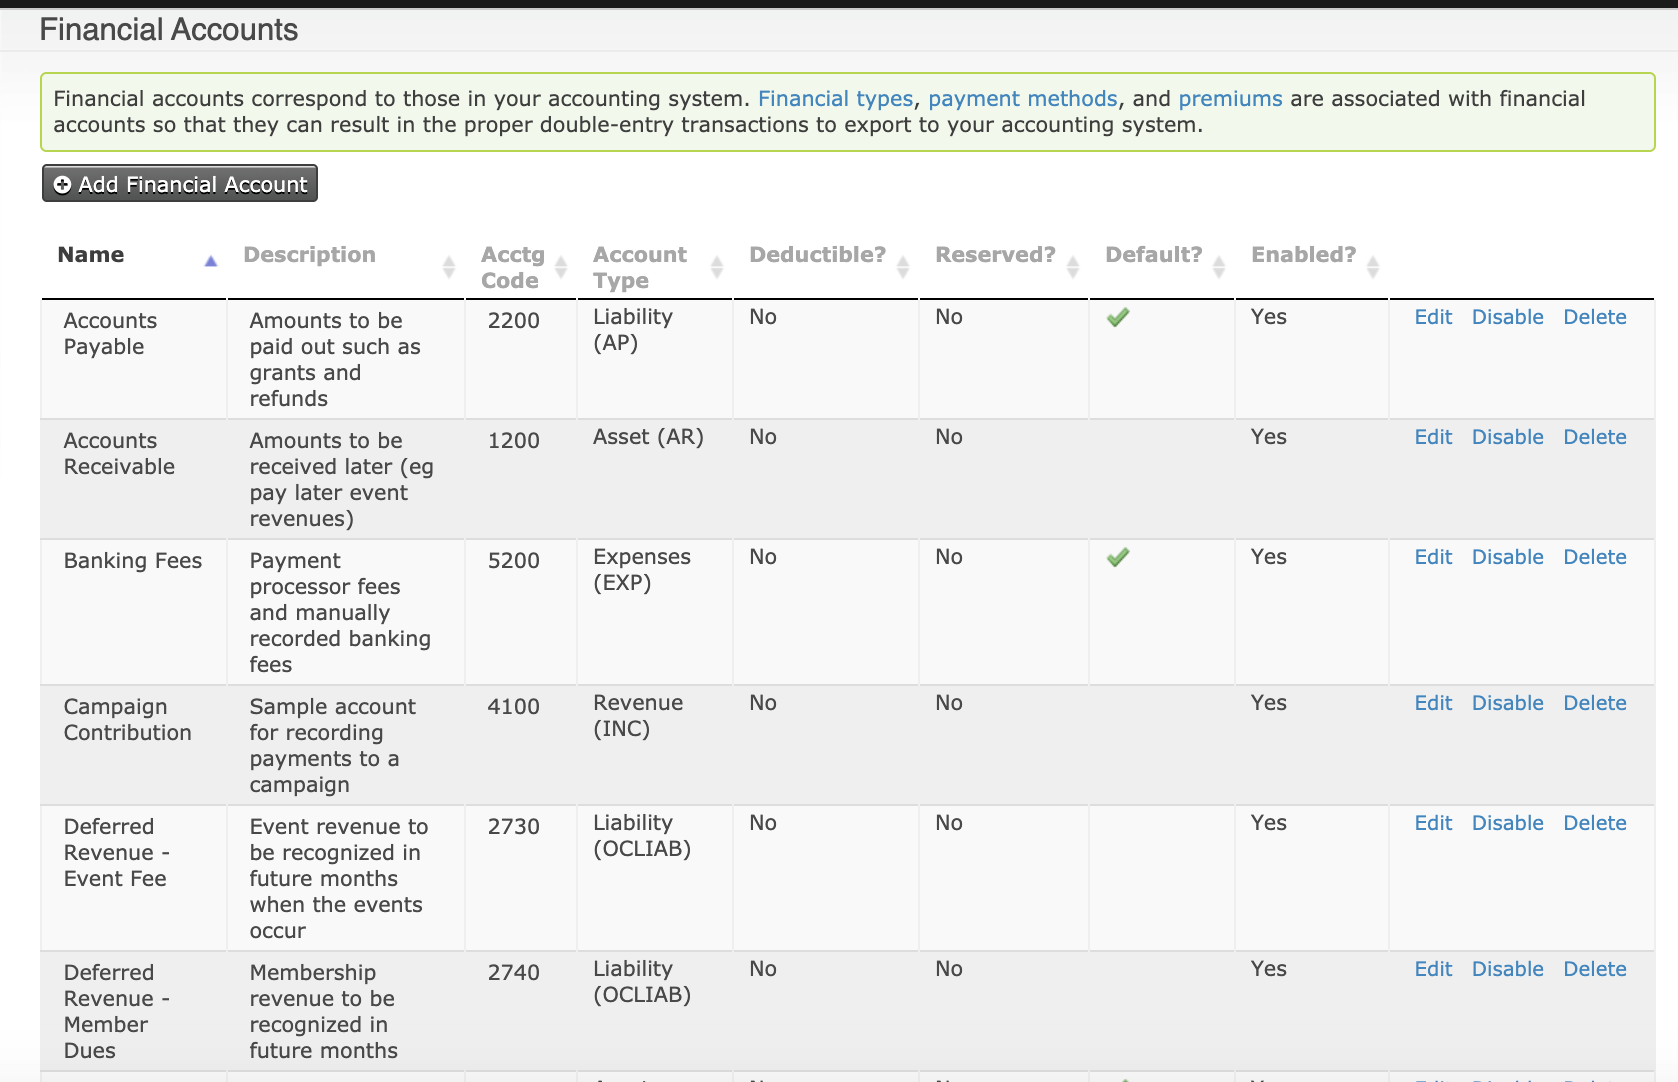 Financial Accounts
Financial accounts correspond to those in your accounting system. Financial types, payment methods, and premiums are associated with financial
accounts so that they can result in the proper double-entry transactions to export to your accounting system.
Add Financial Account
Name Description Acctg Code Account Type Deductible? Reserved? Default? Enabled?
Accounts
Payable
Amounts to be
paid out such as
grants and
refunds
2200
Liability
(AP)
No
No
Yes
Edit Disable Delete
Accounts
Receivable
Amounts to be
received later (eg
pay later event
revenues)
1200
Asset (AR)
No
No
Yes
Edit Disable Delete
Banking Fees
Payment
processor fees
and manually
recorded banking
fees
5200
Expenses
(EXP)
No
No
Yes
Edit Disable Delete
Campaign
Contribution
Sample account
for recording
payments to a
campaign
4100
Revenue
(INC)
No
No
Yes
Edit Disable Delete
Deferred
Revenue -
Event Fee
Event revenue to
be recognized in
future months
when the events
occur
2730
Liability
(OCLIAB)
No
No
Yes
Edit Disable Delete
Deferred
Revenue -
Member
Dues
Membership
revenue to be
recognized in
future months
2740
Liability
(OCLIAB)
No
No
Yes
Edit Disable Delete